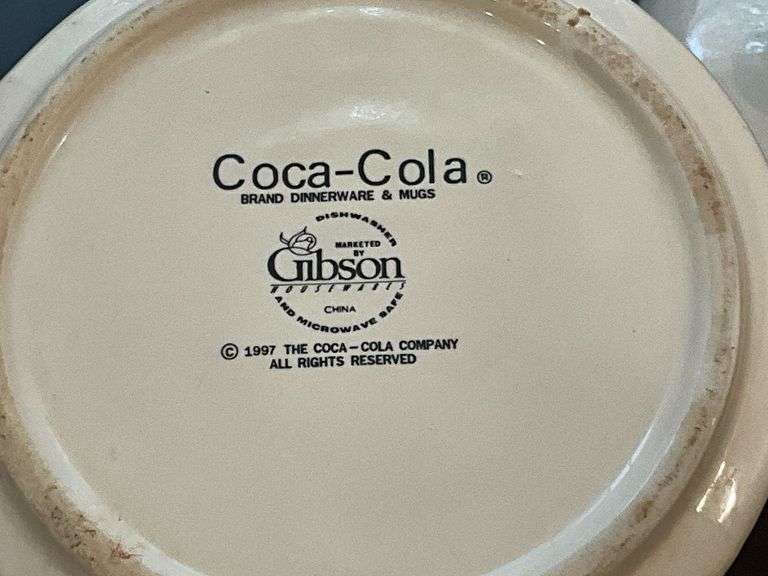 Coca-Cola®
BRAND DINNERWARE & MUGS
DISHWASHER
MARKETED
BY
Gibson
HOUSEWARES
CHINA
AND MICROWAVE SAFE
© 1997 THE COCA-COLA COMPANY
ALL RIGHTS RESERVED